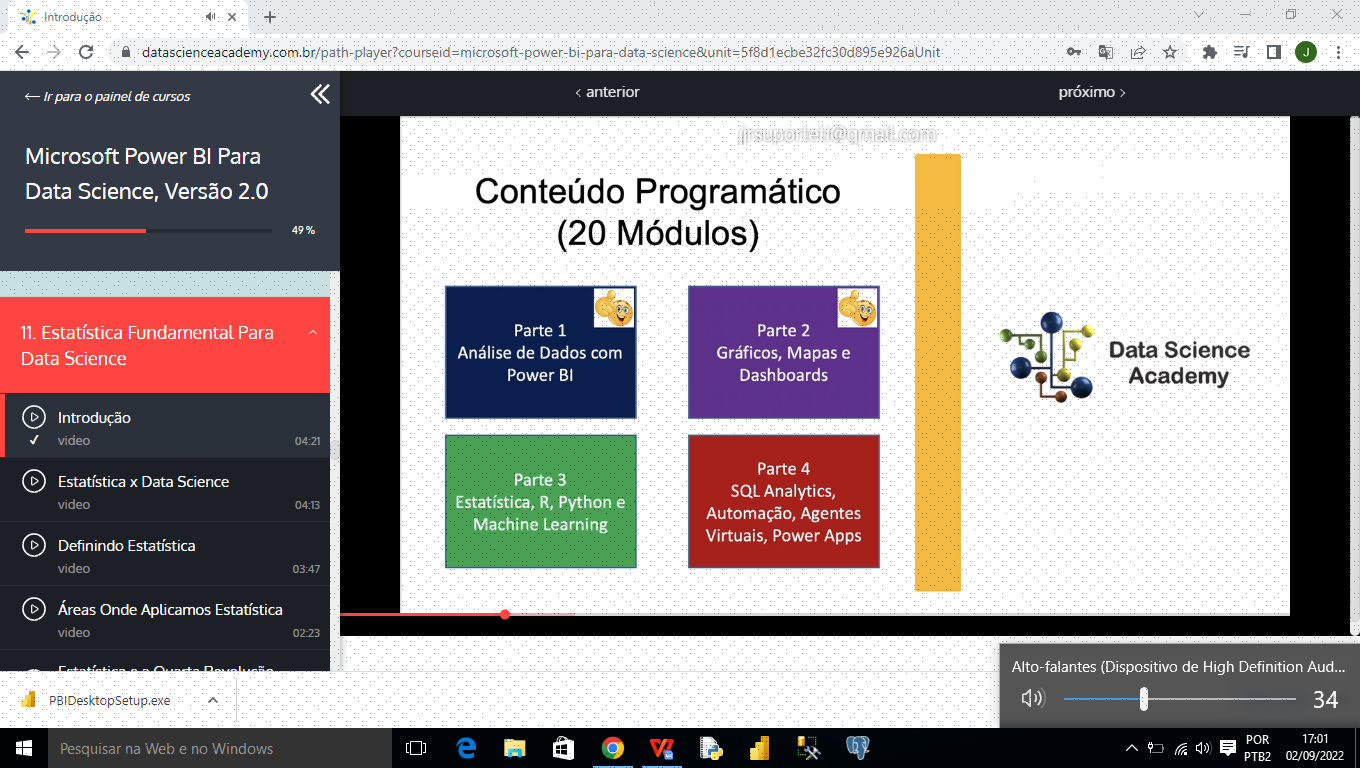 Introdução
datascienceacademy.com.br/path-player?courseid=microsoft-power-bi-para-data-science&unit=5f8d1ecbe32fc30d895e926aUnit
J
Ir para o painel de cursos
anterior
próximo
Microsoft Power BI Para
Data Science, Versão 2.0
49 %
11. Estatística Fundamental Para
Data Science
Introdução
video
04:21
Estatística x Data Science
video
04:13
Definindo Estatística
video
03:47
Áreas Onde Aplicamos Estatística
video
02:23
Estatística e a Quarta Revolução
jjrsuporteti@gmail.com
Conteúdo Programático
(20 Módulos)
Parte 1
Análise de Dados com
Power BI
Parte 2
Gráficos, Mapas e
Dashboards
Parte 3
Estatística, R, Python e
Machine Learning
Parte 4
SQL Analytics,
Automação, Agentes
Virtuais, Power Apps
Data Science
Academy
Alto-falantes (Dispositivo de High Definition Aud...
34
PBIDesktopSetup.exe
Pesquisar na Web e no Windows
POR
PTB2
17:01
02/09/2022